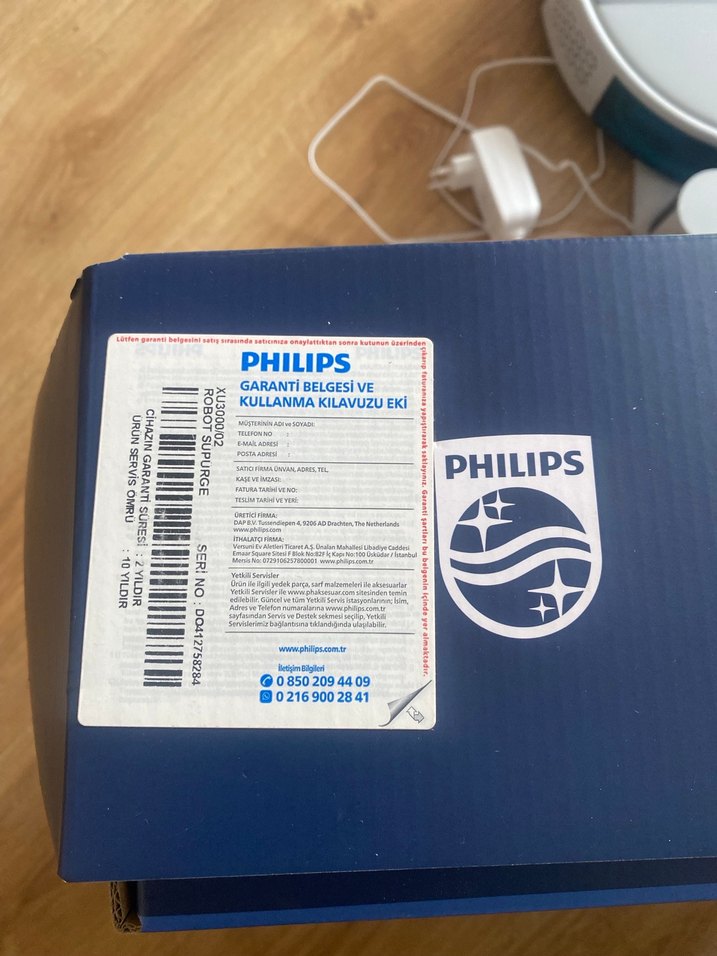 Lütfen garanti belgesini satış sırasında satıcınıza onaylattıktan sonra kutunun üzerinden
çıkarıp faturanıza yapıştırarak saklayınız. Garanti şartları bu belgenin içinde yer almaktadır.
PHILIPS
GARANTİ BELGESİ VE
KULLANMA KILAVUZU EKİ
MÜŞTERİNİN ADI ve SOYADI:
TELEFON NO :
E-MAİL ADRESİ :
POSTA ADRESİ :
SATICI FİRMA ÜNVAN, ADRES, TEL,
KAŞE VE İMZASI:
FATURA TARİHİ VE NO:
TESLİM TARİHİ VE YERİ:
ÜRETİCİ FİRMA:
DAP B.V. Tussendiepen 4, 9206 AD Drachten, The Netherlands
www.philips.com
İTHALATÇI FİRMA:
Versuni Ev Aletleri Ticaret A.Ş. Ünalan Mahallesi Libadiye Caddesi
Emaar Square Sitesi F Blok No:82F İç Kapı No:100 Üsküdar / İstanbul
Mersis No: 0729106257800001 www.philips.com.tr
Yetkili Servisler
Ürün ile ilgili yedek parça, sarf malzemeleri ile aksesuarlar
Yetkili Servisler ile www.phaksesuar.com sitesinden temin
edilebilir. Güncel ve tüm Yetkili Servis istasyonlarının; İsim,
Adres ve Telefon numaralarına www.philips.com.tr
sayfasından Servis ve Destek sekmesi seçilip, Yetkili
Servislerimiz bağlantısına tıklandığında ulaşılabilir.
www.philips.com.tr
İletişim Bilgileri
0 850 209 44 09
0 216 900 28 41
XU3000/02
ROBOT SÜPÜRGE
SERİ NO : DO412758284
CİHAZIN GARANTİ SÜRESİ : 2 YILDIR
ÜRÜN SERVİS ÖMRÜ : 10 YILDIR
PHILIPS